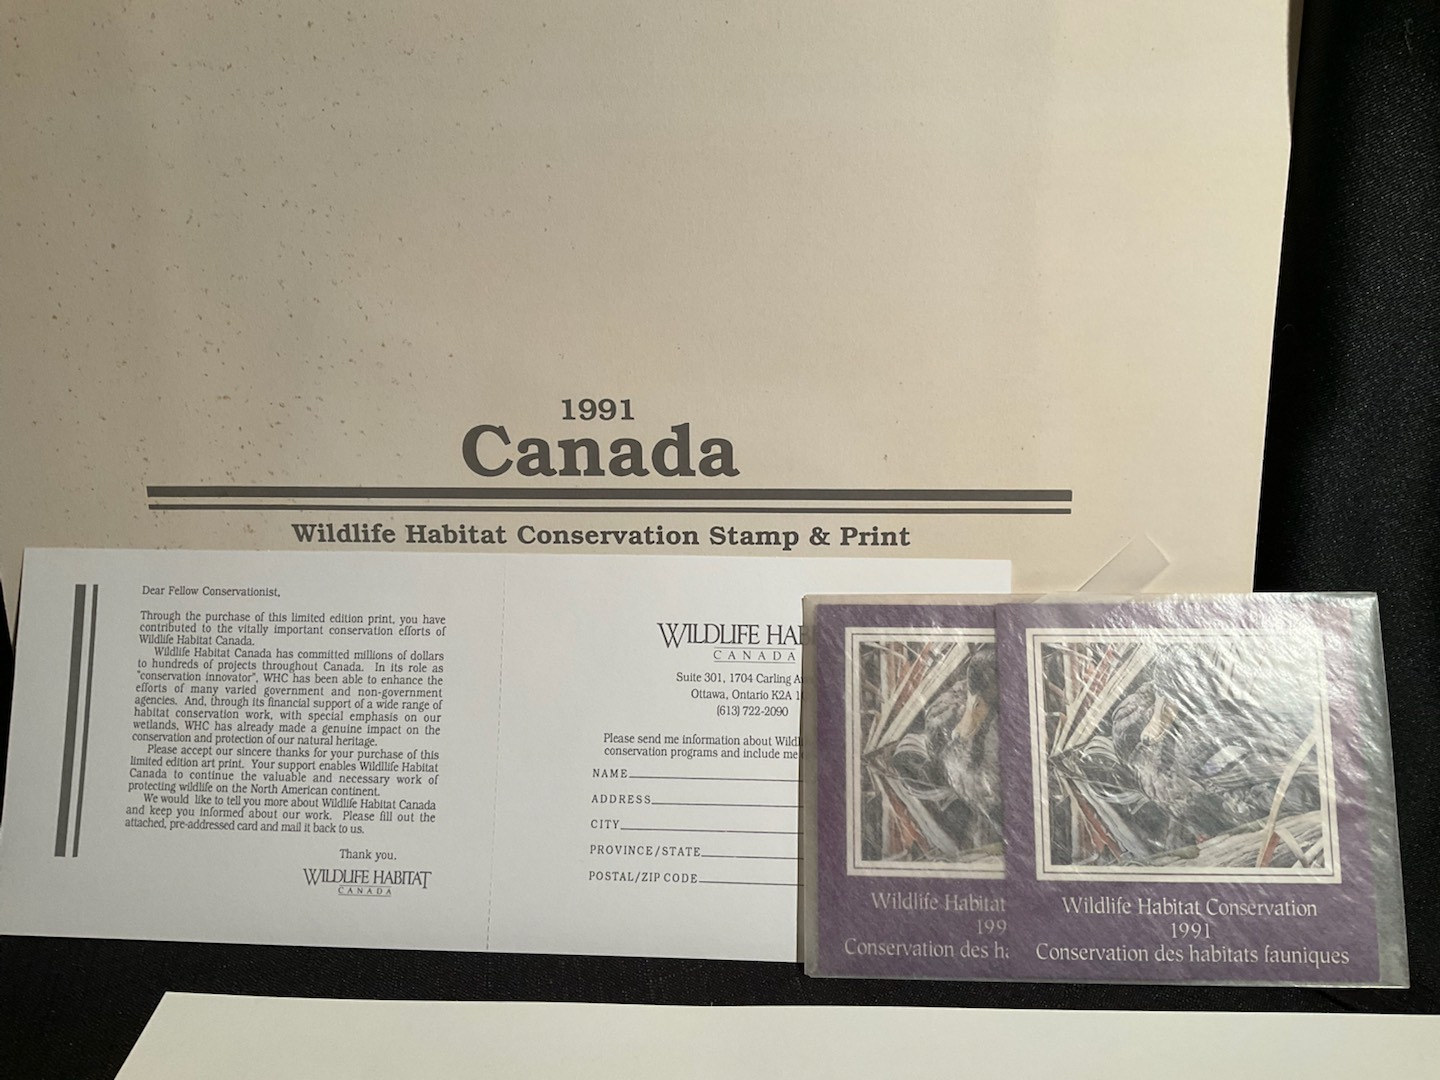 1991
Canada
Wildlife Habitat Conservation Stamp & Print
Dear Fellow Conservationist,
Through the purchase of this limited edition print, you have
contributed to the vitally important conservation efforts of
Wildlife Habitat Canada.
Wildlife Habitat Canada has committed millions of dollars
to hundreds of projects throughout Canada. In its role as
"conservation innovator", WHC has been able to enhance the
efforts of many varied government and non-government
agencies. And, through its financial support of a wide range of
habitat conservation work, with special emphasis on our
wetlands, WHC has already made a genuine impact on the
conservation and protection of our natural heritage.
Please accept our sincere thanks for your purchase of this
limited edition art print. Your support enables Wildlife Habitat
Canada to continue the valuable and necessary work of
protecting wildlife on the North American continent.
We would like to tell you more about Wildlife Habitat Canada
and keep you informed about our work. Please fill out the
attached, pre-addressed card and mail it back to us.
Thank you,
WILDLIFE HABITAT
CANADA
WILDLIFE HAB
CANADA
Suite 301, 1704 Carling A
Ottawa, Ontario K2A 1
(613) 722-2090
Please send me information about Wildl
conservation programs and include me
NAME
ADDRESS
CITY
PROVINCE/STATE
POSTAL/ZIP CODE
Wildlife Habitat
199
Conservation des ha
Wildlife Habitat Conservation
1991
Conservation des habitats fauniques